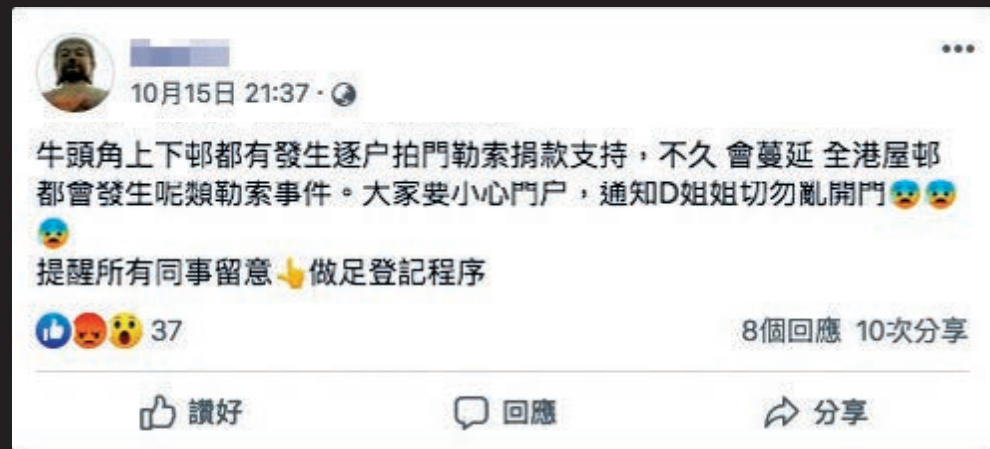 10月15日 21:37 ·
牛頭角上下邨都有發生逐户拍門勒索捐款支持，不久 會蔓延 全港屋邨
都會發生呢類勒索事件。大家要小心門户，通知D姐姐切勿亂開門😨😨
😨
提醒所有同事留意👆做足登記程序
37
8個回應 10次分享
讚好
回應
分享